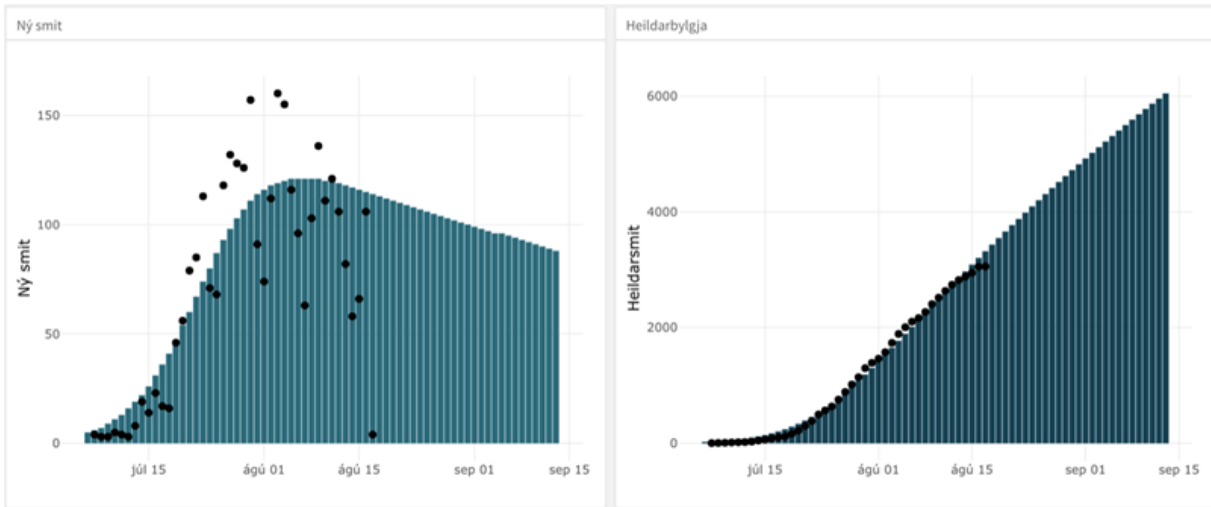 Ný smit
150
100
50
0
Ný smit
júl 15
ágú 01
ágú 15
sep 01
sep 15
Heildarbylgja
6000
4000
2000
0
Heildarsmit
júl 15
ágú 01
ágú 15
sep 01
sep 15